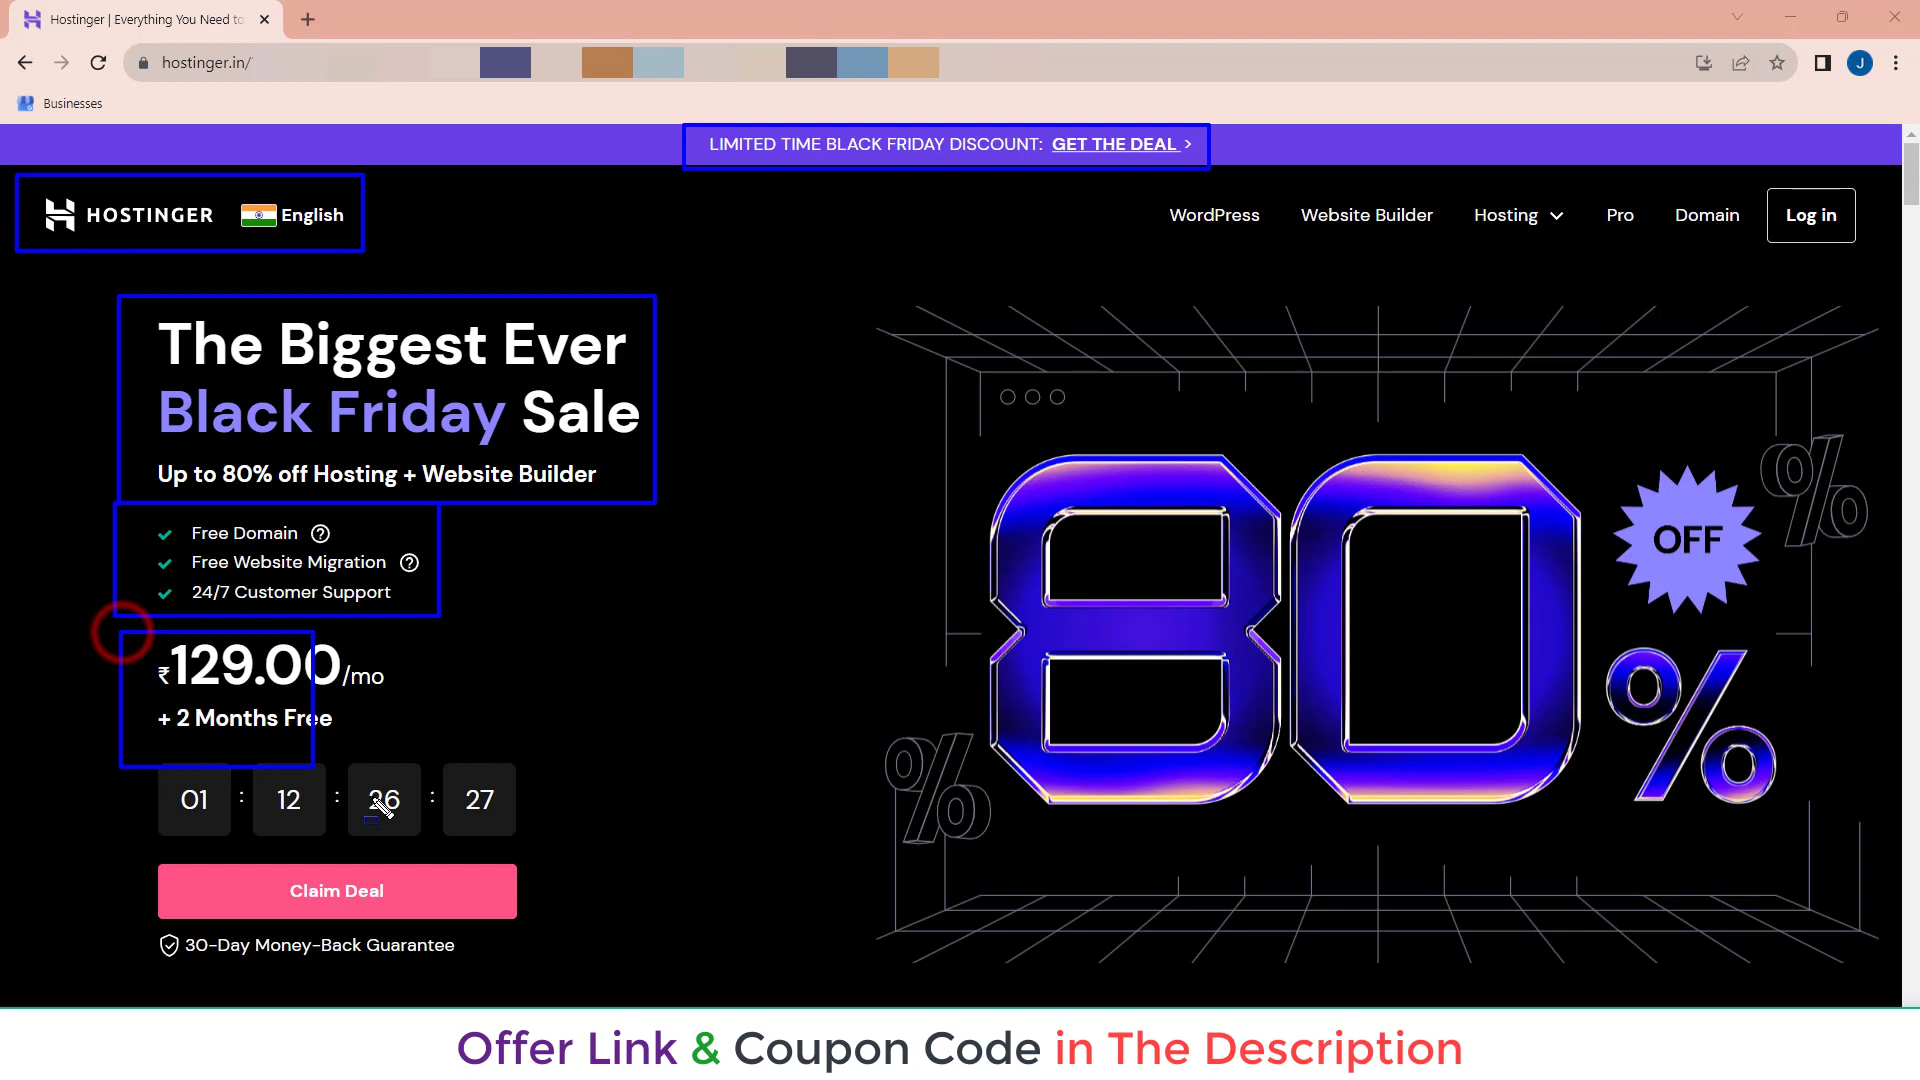 Hostinger | Everything You Need to
hostinger.in/
J
Businesses
LIMITED TIME BLACK FRIDAY DISCOUNT: GET THE DEAL >
HOSTINGER English
WordPress Website Builder Hosting Pro Domain Log in
The Biggest Ever
Black Friday Sale
Up to 80% off Hosting + Website Builder
Free Domain ?
Free Website Migration ?
24/7 Customer Support
₹129.00/mo
+ 2 Months Free
01 : 12 : 26 : 27
Claim Deal
30-Day Money-Back Guarantee
80%
OFF
%
%
Offer Link & Coupon Code in The Description